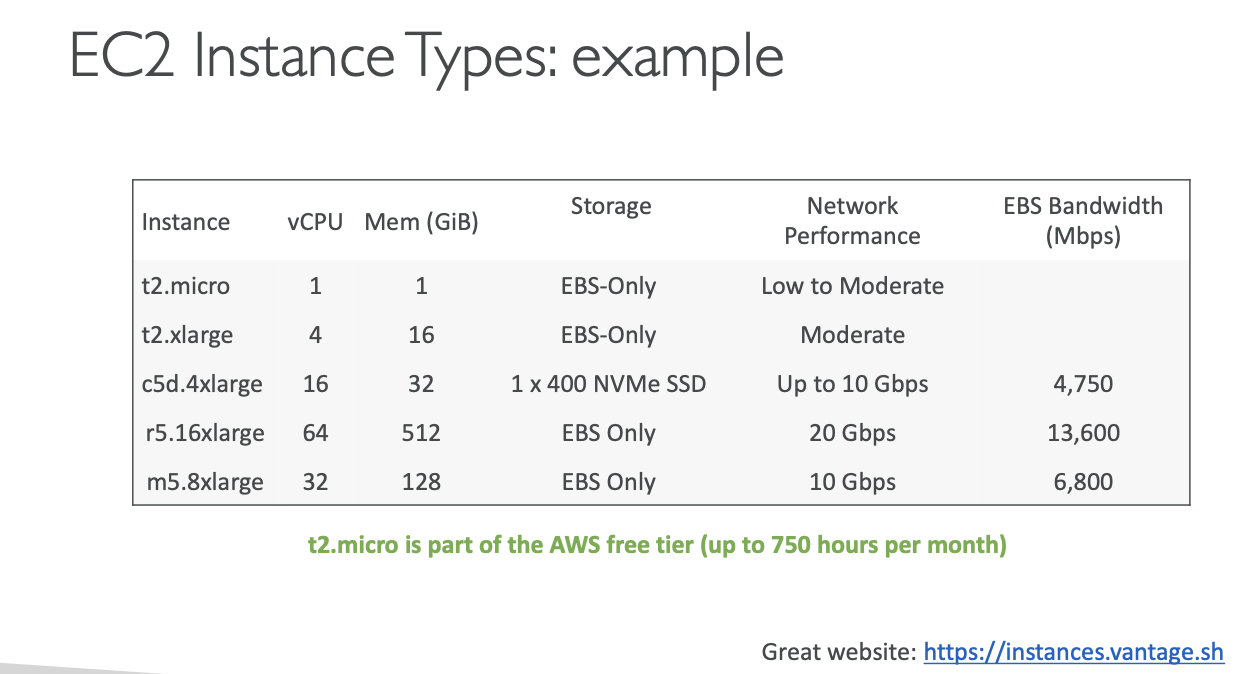 EC2 Instance Types: example
Instance vCPU Mem (GiB) Storage Network Performance EBS Bandwidth (Mbps)
t2.micro 1 1 EBS-Only Low to Moderate
t2.xlarge 4 16 EBS-Only Moderate
c5d.4xlarge 16 32 1 x 400 NVMe SSD Up to 10 Gbps 4,750
r5.16xlarge 64 512 EBS Only 20 Gbps 13,600
m5.8xlarge 32 128 EBS Only 10 Gbps 6,800
t2.micro is part of the AWS free tier (up to 750 hours per month)
Great website: https://instances.vantage.sh